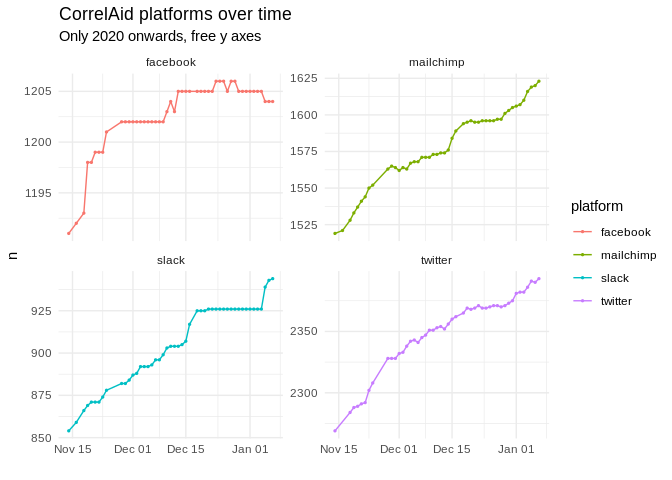 CorrelAid platforms over time
Only 2020 onwards, free y axes
facebook
mailchimp
1205
1200
1195
1625
1600
1575
1550
1525
n
slack
twitter
925
900
875
850
2350
2300
Nov 15
Dec 01
Dec 15
Jan 01
Nov 15
Dec 01
Dec 15
Jan 01
platform
facebook
mailchimp
slack
twitter